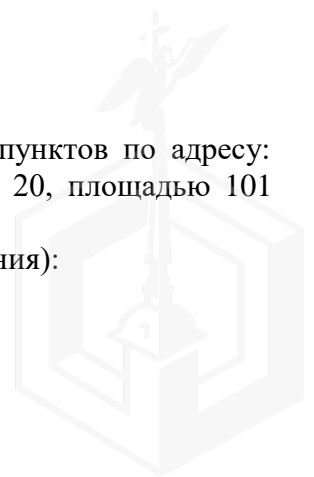 пунктов по адресу:
20, площадью 101
ния):